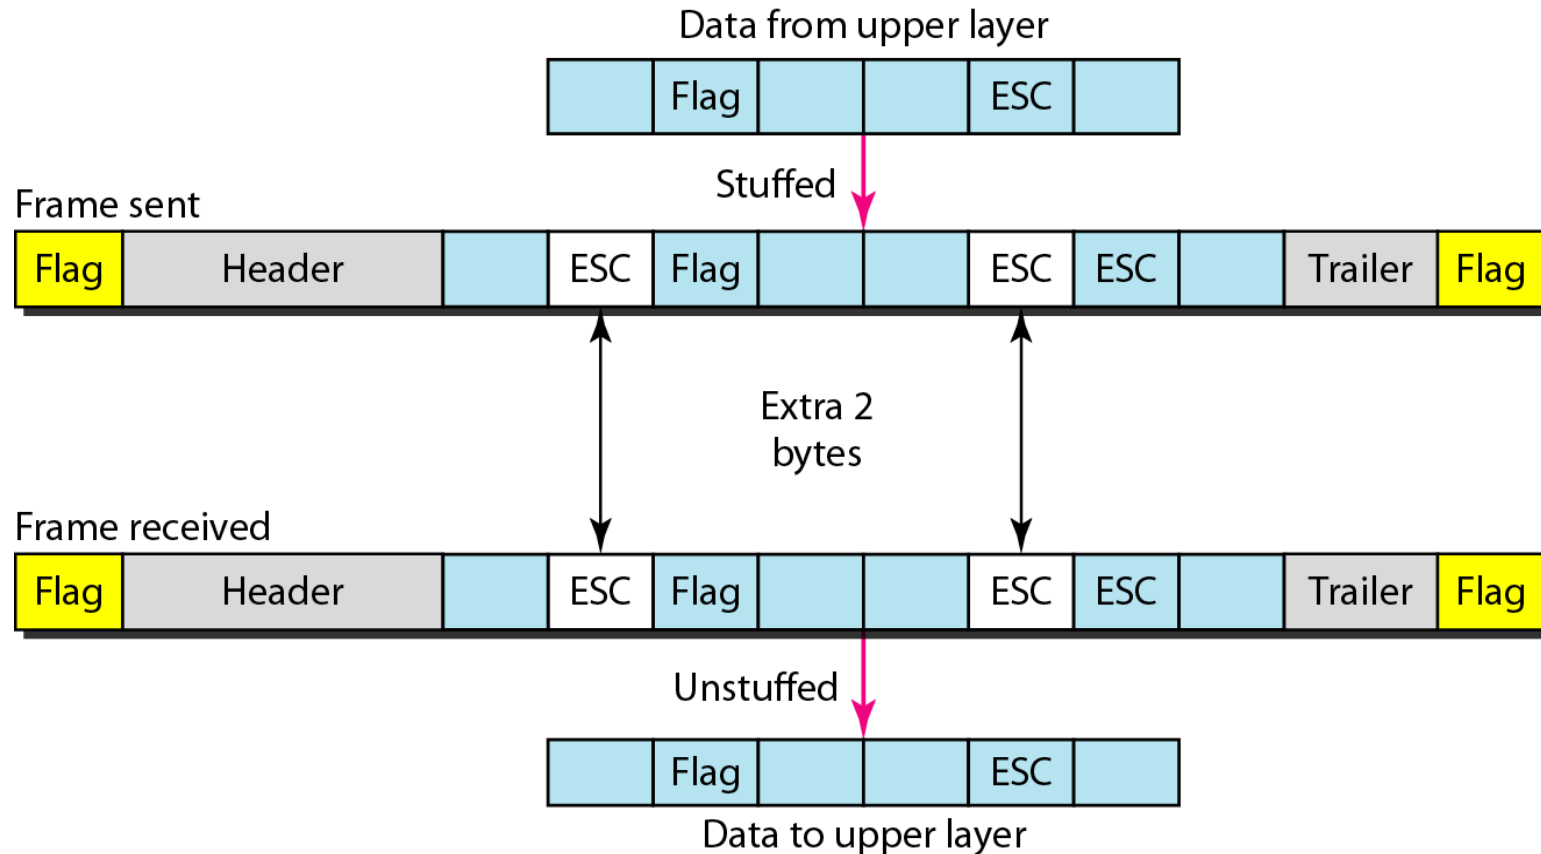 Data from upper layer
Flag ESC
Stuffed
Frame sent
Flag Header ESC Flag ESC ESC Trailer Flag
Extra 2
bytes
Frame received
Flag Header ESC Flag ESC ESC Trailer Flag
Unstuffed
Flag ESC
Data to upper layer